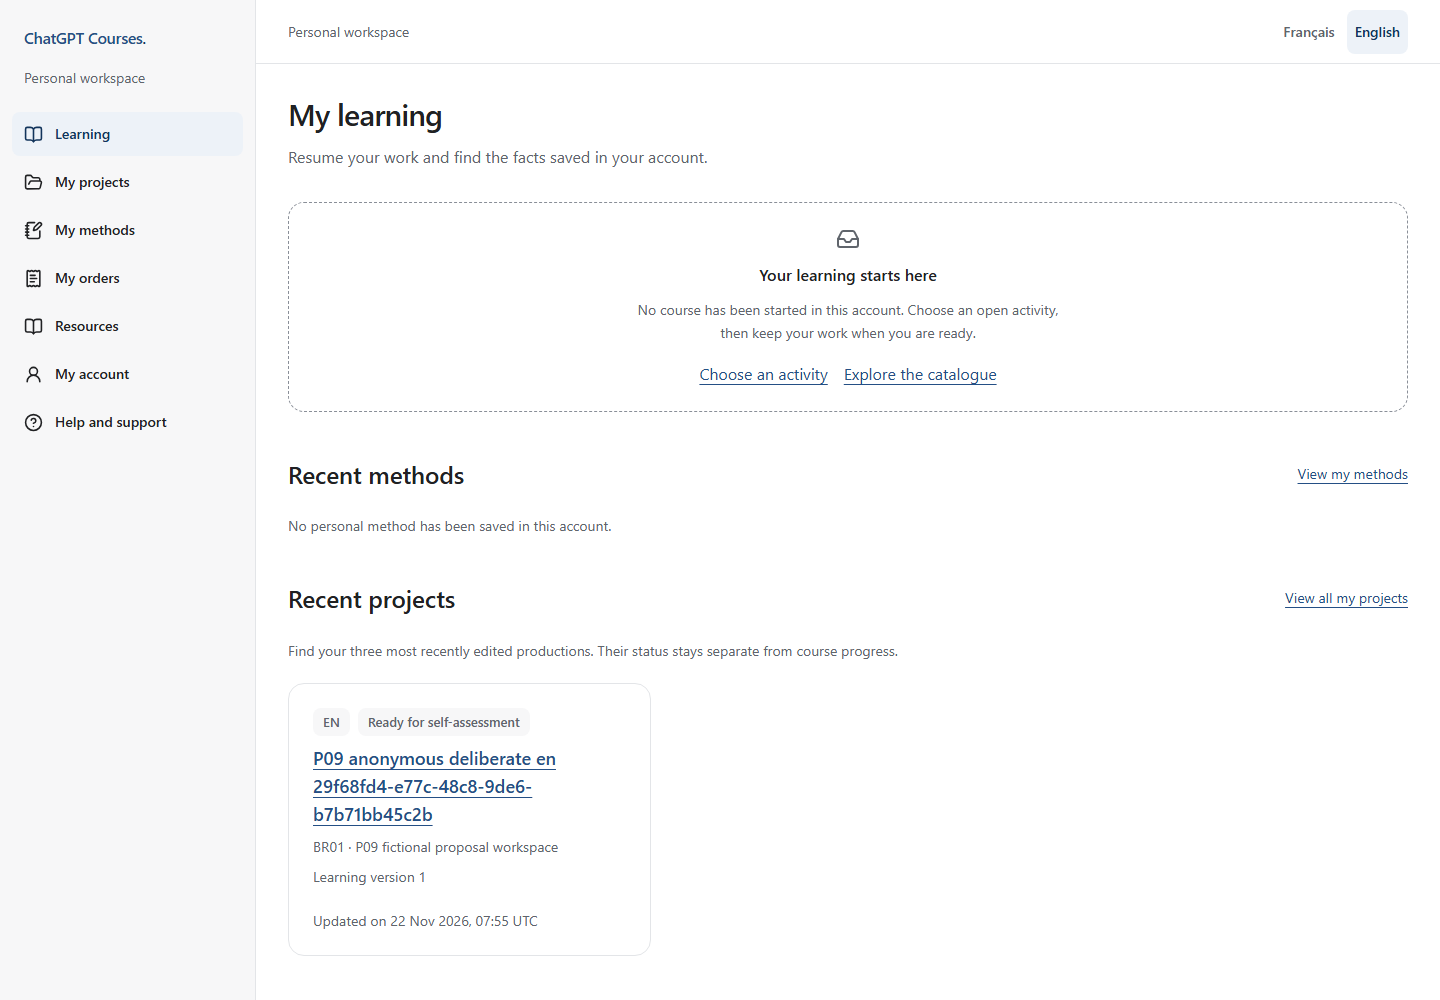 ChatGPT Courses.
Personal workspace
Learning
My projects
My methods
My orders
Resources
My account
Help and support
Personal workspace
Français
English
My learning
Resume your work and find the facts saved in your account.
Your learning starts here
No course has been started in this account. Choose an open activity,
then keep your work when you are ready.
Choose an activity
Explore the catalogue
Recent methods
View my methods
No personal method has been saved in this account.
Recent projects
View all my projects
Find your three most recently edited productions. Their status stays separate from course progress.
EN
Ready for self-assessment
P09 anonymous deliberate en
29f68fd4-e77c-48c8-9de6-
b7b71bb45c2b
BR01 · P09 fictional proposal workspace
Learning version 1
Updated on 22 Nov 2026, 07:55 UTC